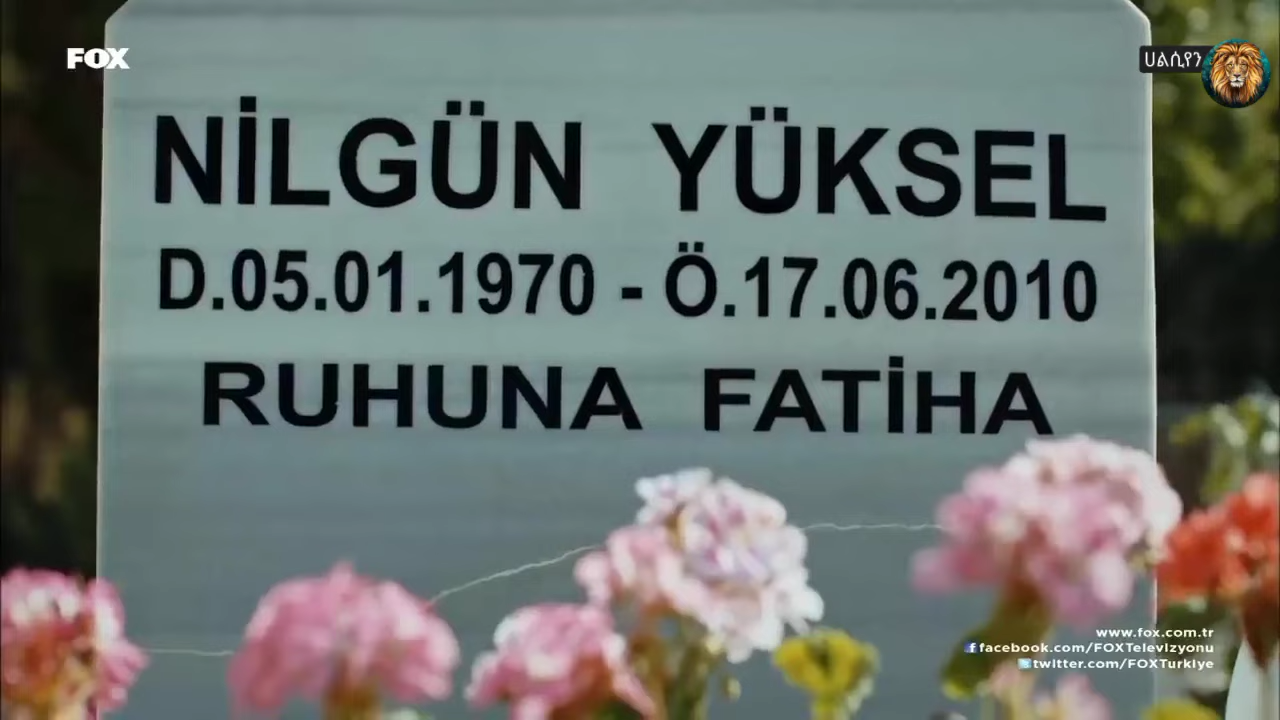 FOX
ሀልሲየን
NİLGÜN YÜKSEL
D.05.01.1970 - Ö.17.06.2010
RUHUNA FATİHA
www.fox.com.tr
facebook.com/FOXTelevizyonu
twitter.com/FOXTurkiye